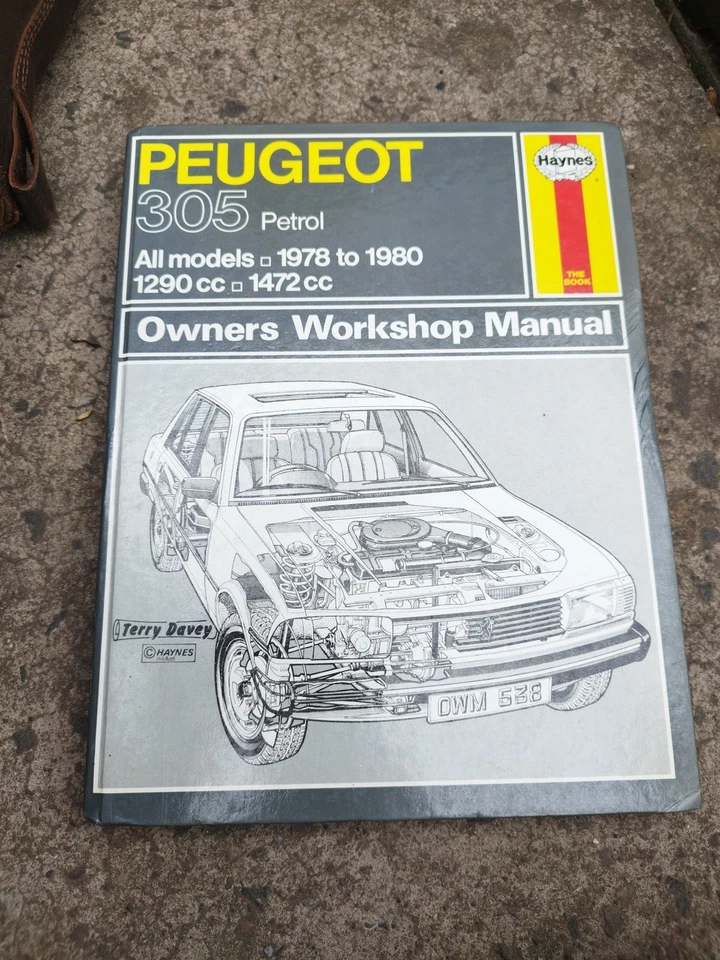 PEUGEOT
305 Petrol
All models □ 1978 to 1980
1290 cc □ 1472 cc
Haynes
THE
BOOK
Owners Workshop Manual
Terry Davey
© HAYNES
OWM 538